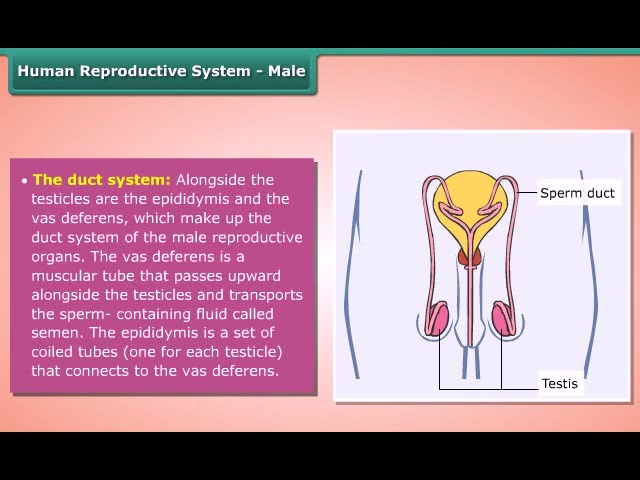 Human Reproductive System - Male
• The duct system: Alongside the
testicles are the epididymis and the
vas deferens, which make up the
duct system of the male reproductive
organs. The vas deferens is a
muscular tube that passes upward
alongside the testicles and transports
the sperm- containing fluid called
semen. The epididymis is a set of
coiled tubes (one for each testicle)
that connects to the vas deferens.
Sperm duct
Testis